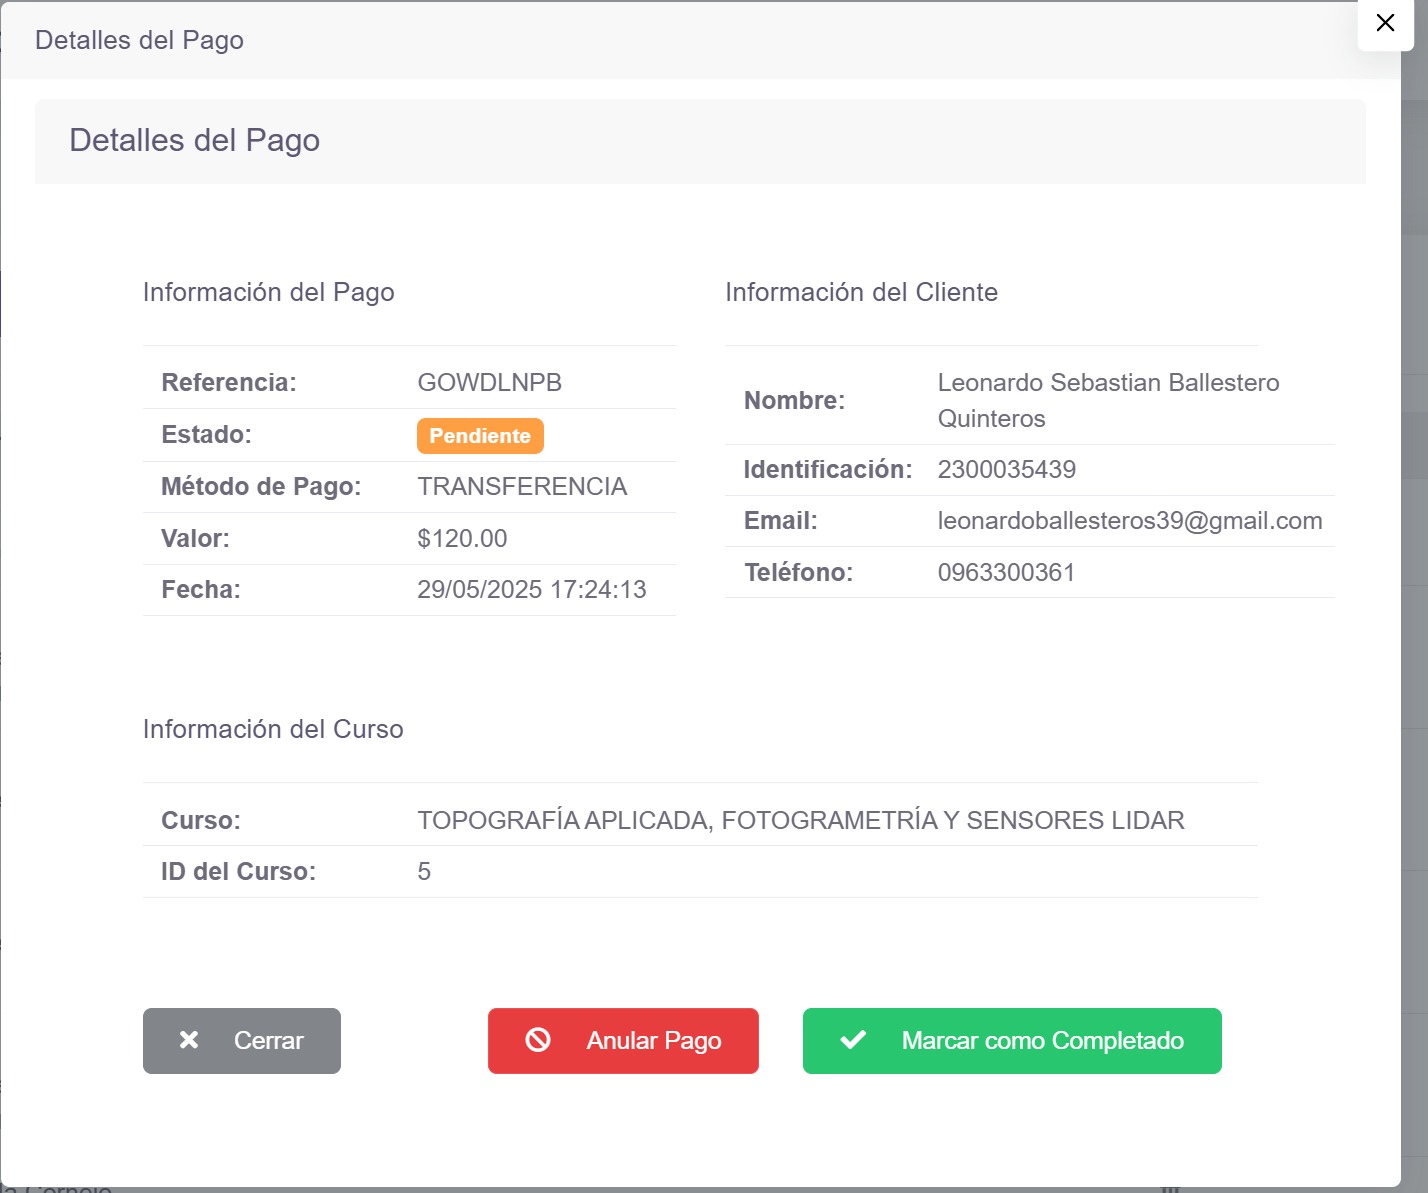 Detalles del Pago
Detalles del Pago
Información del Pago
Referencia: GOWDLNPB
Estado: Pendiente
Método de Pago: TRANSFERENCIA
Valor: $120.00
Fecha: 29/05/2025 17:24:13
Información del Cliente
Nombre: Leonardo Sebastian Ballestero
Quinteros
Identificación: 2300035439
Email: leonardoballesteros39@gmail.com
Teléfono: 0963300361
Información del Curso
Curso: TOPOGRAFÍA APLICADA, FOTOGRAMETRÍA Y SENSORES LIDAR
ID del Curso: 5
Cerrar
Anular Pago
Marcar como Completado